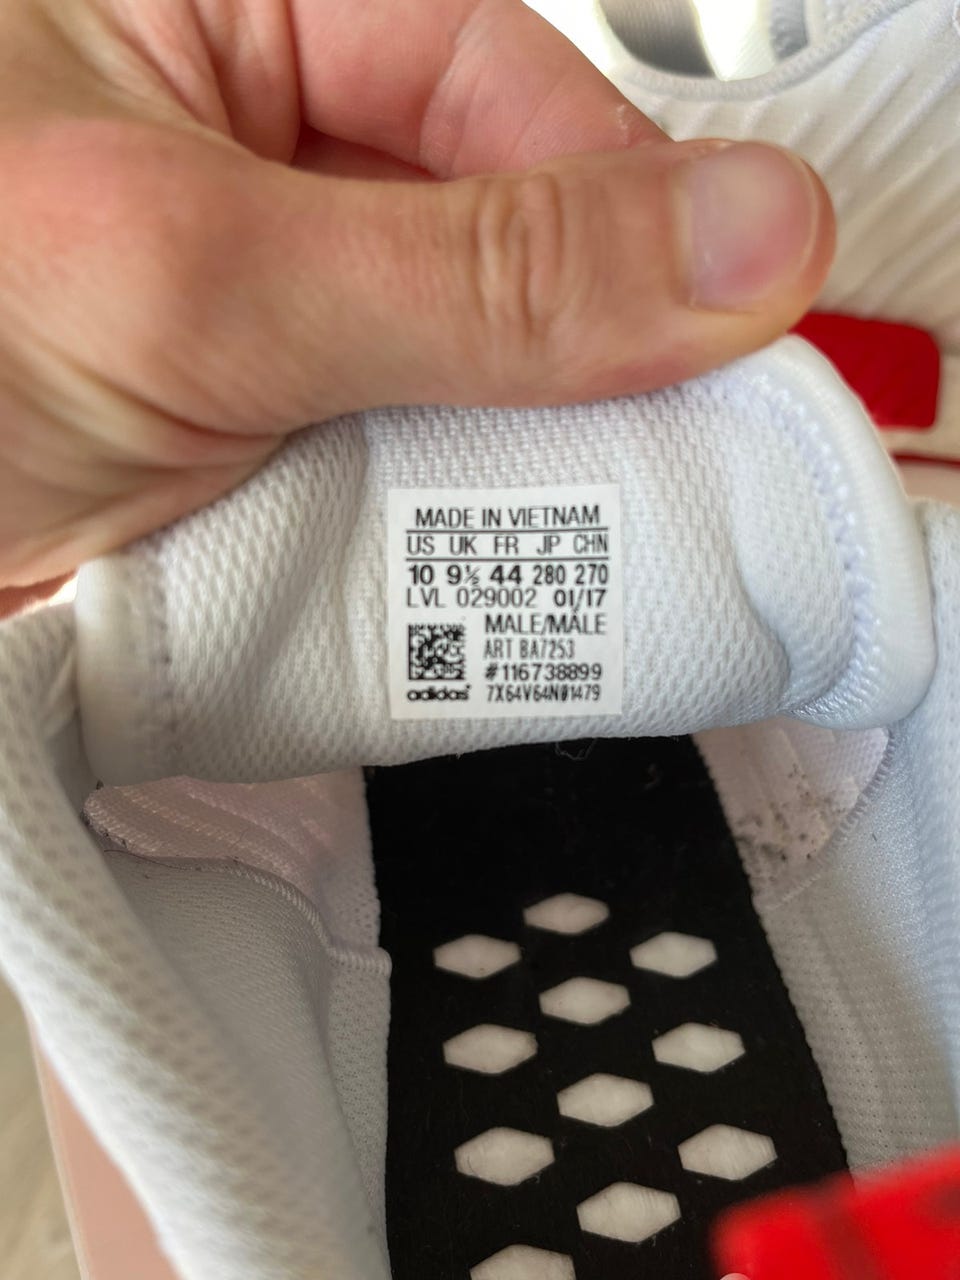 MADE IN VIETNAM
US UK FR JP CHN
10 9½ 44 280 270
LVL 029002 01/17
MALE/MÂLE
ART BA7253
#116738899
adidas 7X64V64N01479